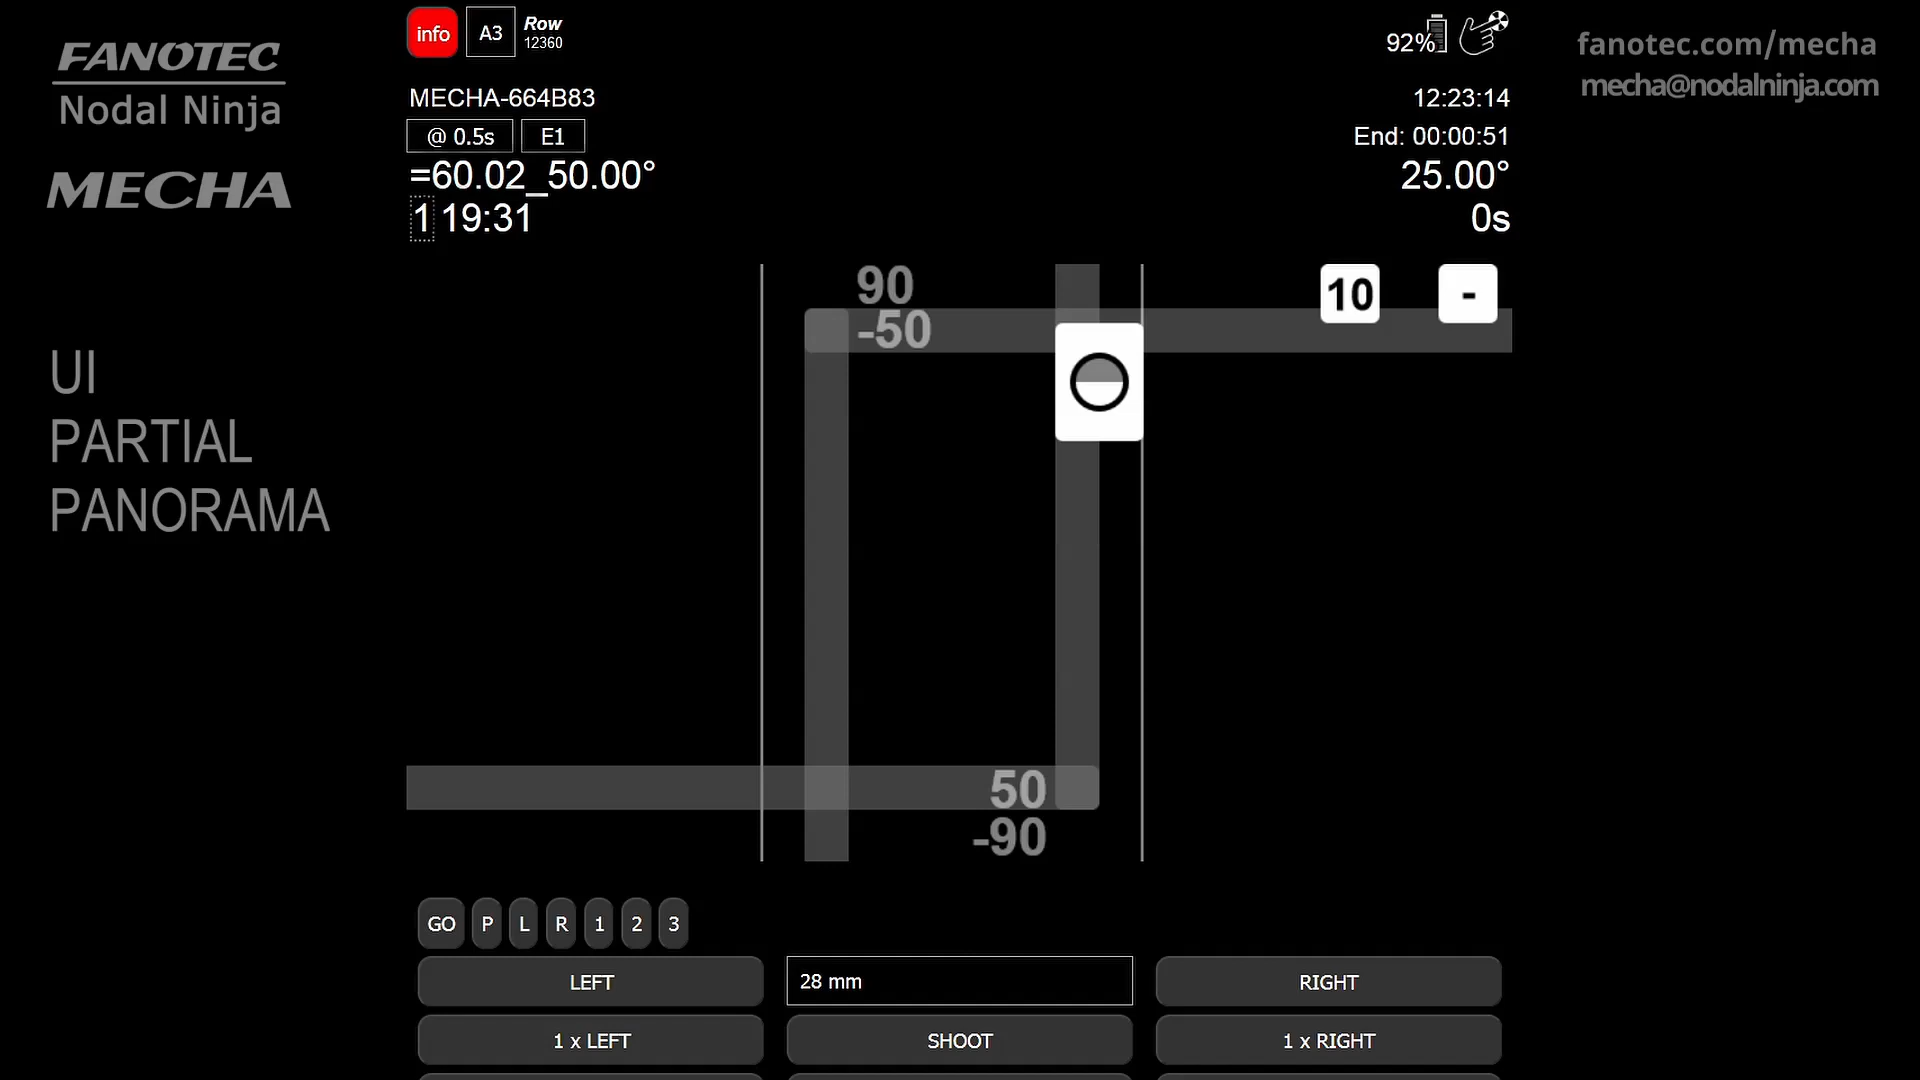 FANOTEC
Nodal Ninja
MECHA
UI
PARTIAL
PANORAMA
info
A3
Row
12360
92%
MECHA-664B83
12:23:14
@ 0.5s
E1
End: 00:00:51
=60.02_50.00°
25.00°
1 19:31
0s
90
-50
10
-
50
-90
GO
P
L
R
1
2
3
LEFT
28 mm
RIGHT
1 x LEFT
SHOOT
1 x RIGHT
fanotec.com/mecha
mecha@nodalninja.com